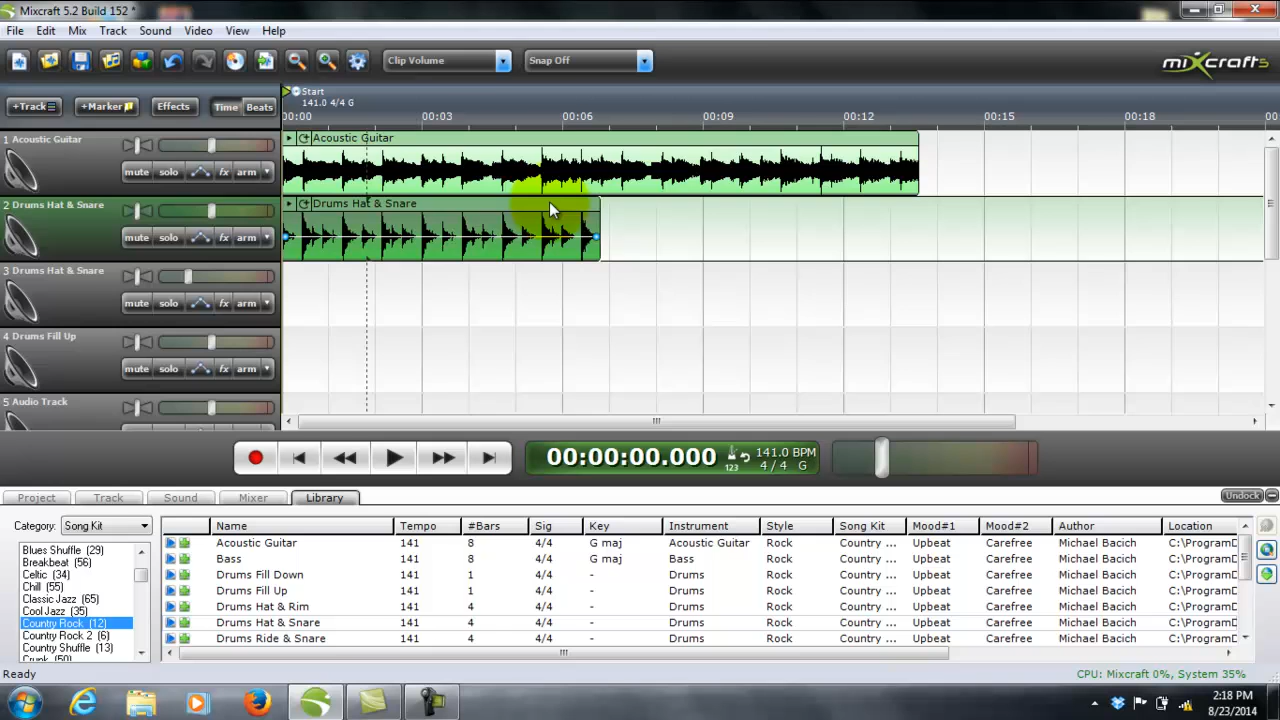 Mixcraft 5.2 Build 152 *
File Edit Mix Track Sound Video View Help
Clip Volume Snap Off mixcraft5
+Track +Marker Effects Time Beats
Start
141.0 4/4 G
00:00 00:03 00:06 00:09 00:12 00:15 00:18 00
1 Acoustic Guitar
Acoustic Guitar
mute solo fx arm
2 Drums Hat & Snare
Drums Hat & Snare
mute solo fx arm
3 Drums Hat & Snare
mute solo fx arm
4 Drums Fill Up
mute solo fx arm
5 Audio Track
00:00:00.000 123 141.0 BPM
4 / 4 G
Project Track Sound Mixer Library Undock
Category: Song Kit
Blues Shuffle (29)
Breakbeat (56)
Celtic (34)
Chill (55)
Classic Jazz (65)
Cool Jazz (35)
Country Rock (12)
Country Rock 2 (6)
Country Shuffle (13)
Crunk (50)
Name Tempo #Bars Sig Key Instrument Style Song Kit Mood#1 Mood#2 Author Location
Acoustic Guitar 141 8 4/4 G maj Acoustic Guitar Rock Country ... Upbeat Carefree Michael Bacich C:\ProgramD
Bass 141 8 4/4 G maj Bass Rock Country ... Upbeat Carefree Michael Bacich C:\ProgramD
Drums Fill Down 141 1 4/4 - Drums Rock Country ... Upbeat Carefree Michael Bacich C:\ProgramD
Drums Fill Up 141 1 4/4 - Drums Rock Country ... Upbeat Carefree Michael Bacich C:\ProgramD
Drums Hat & Rim 141 4 4/4 - Drums Rock Country ... Upbeat Carefree Michael Bacich C:\ProgramD
Drums Hat & Snare 141 4 4/4 - Drums Rock Country ... Upbeat Carefree Michael Bacich C:\ProgramD
Drums Ride & Snare 141 4 4/4 - Drums Rock Country ... Upbeat Carefree Michael Bacich C:\ProgramD
Ready CPU: Mixcraft 0%, System 35%
2:18 PM
8/23/2014